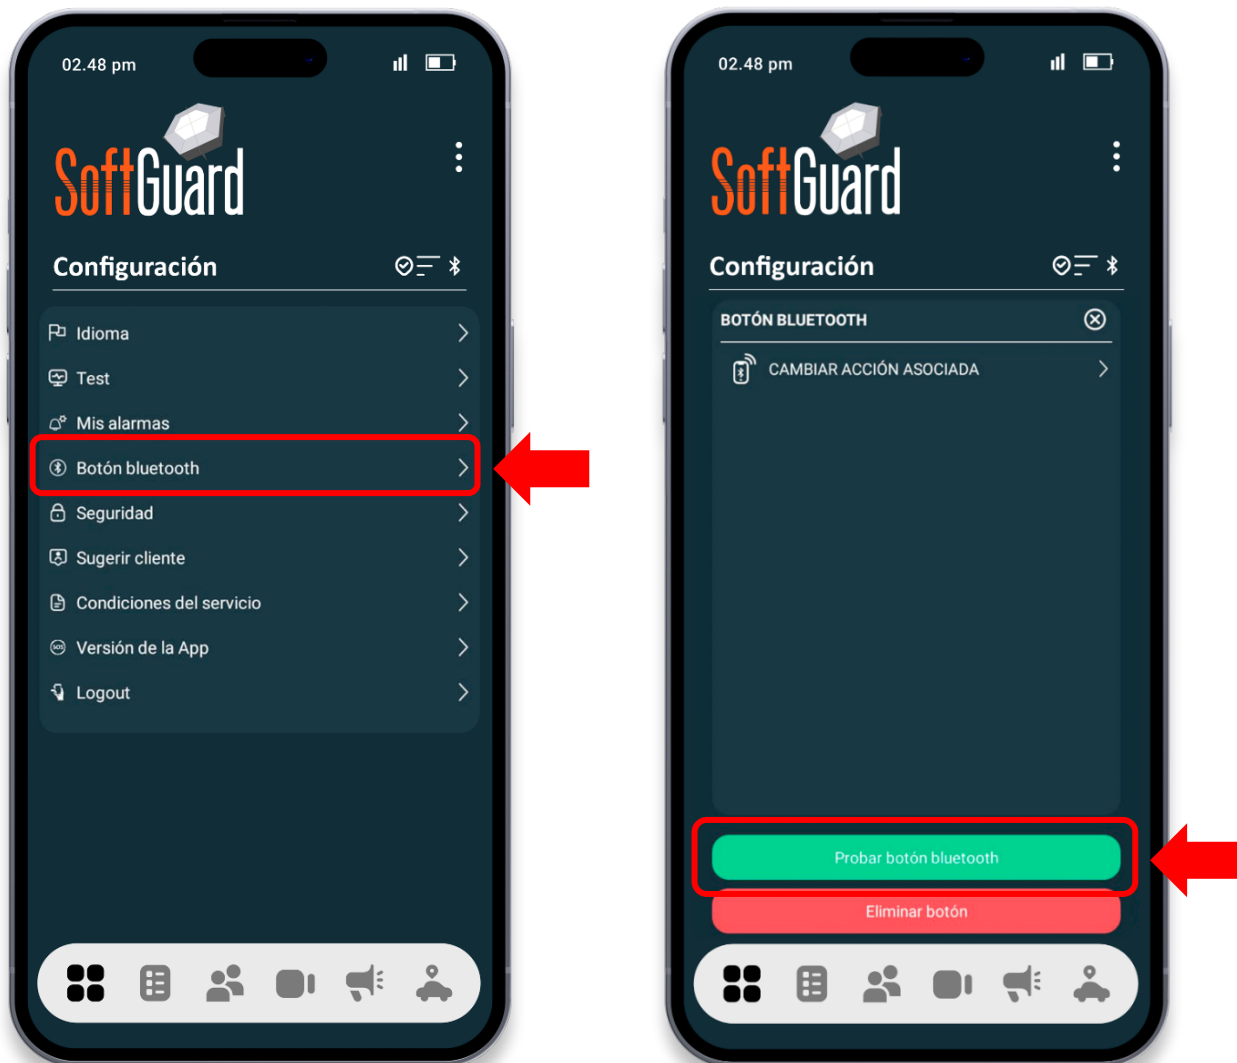 02.48 pm
SoftGuard
Configuración
Idioma
Test
Mis alarmas
Botón bluetooth
Seguridad
Sugerir cliente
Condiciones del servicio
SOS
Versión de la App
Logout
02.48 pm
SoftGuard
Configuración
BOTÓN BLUETOOTH
CAMBIAR ACCIÓN ASOCIADA
Probar botón bluetooth
Eliminar botón